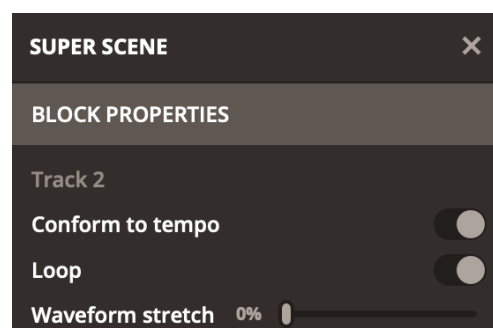 SUPER SCENE ×
BLOCK PROPERTIES
Track 2
Conform to tempo
Loop
Waveform stretch 0%